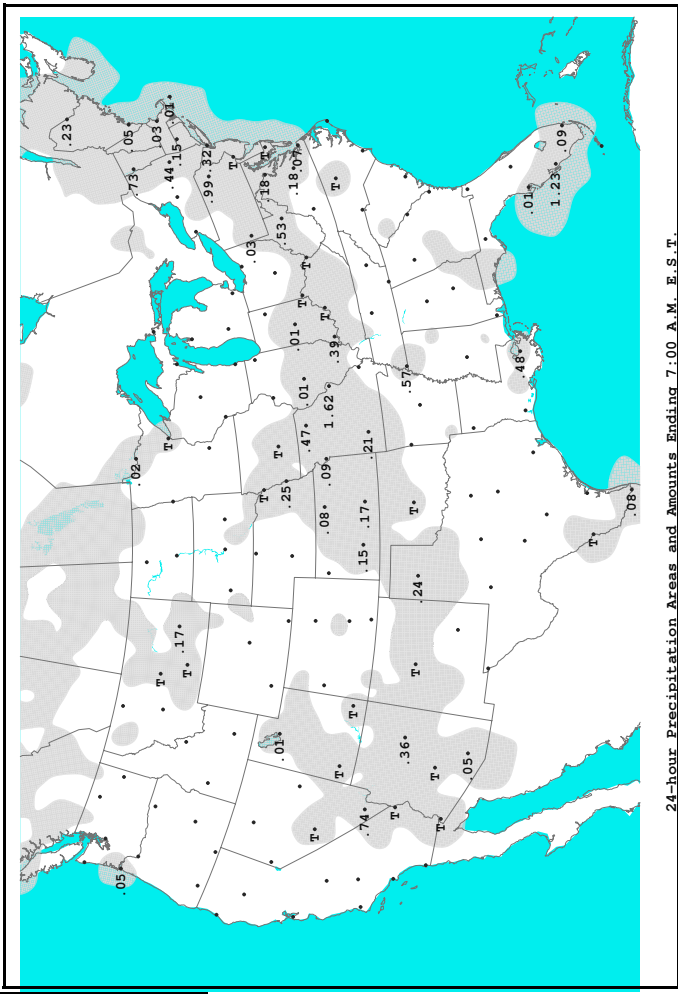 .23
.05
.05
.73
.02
.03
T
T
.44
.01
.15
.17
T
.32
.99
T
.03
T
.18
T
T
.01
.53
.25
.18
.07
.01
T
.01
.47
T
T
.08
T
.09
1.62
.39
T
T
T
.15
.74
.17
.21
T
.36
.57
T
T
.24
T
T
.05
.48
.01
1.23
.09
T
.08
24-hour Precipitation Areas and Amounts Ending 7:00 A.M. E.S.T.